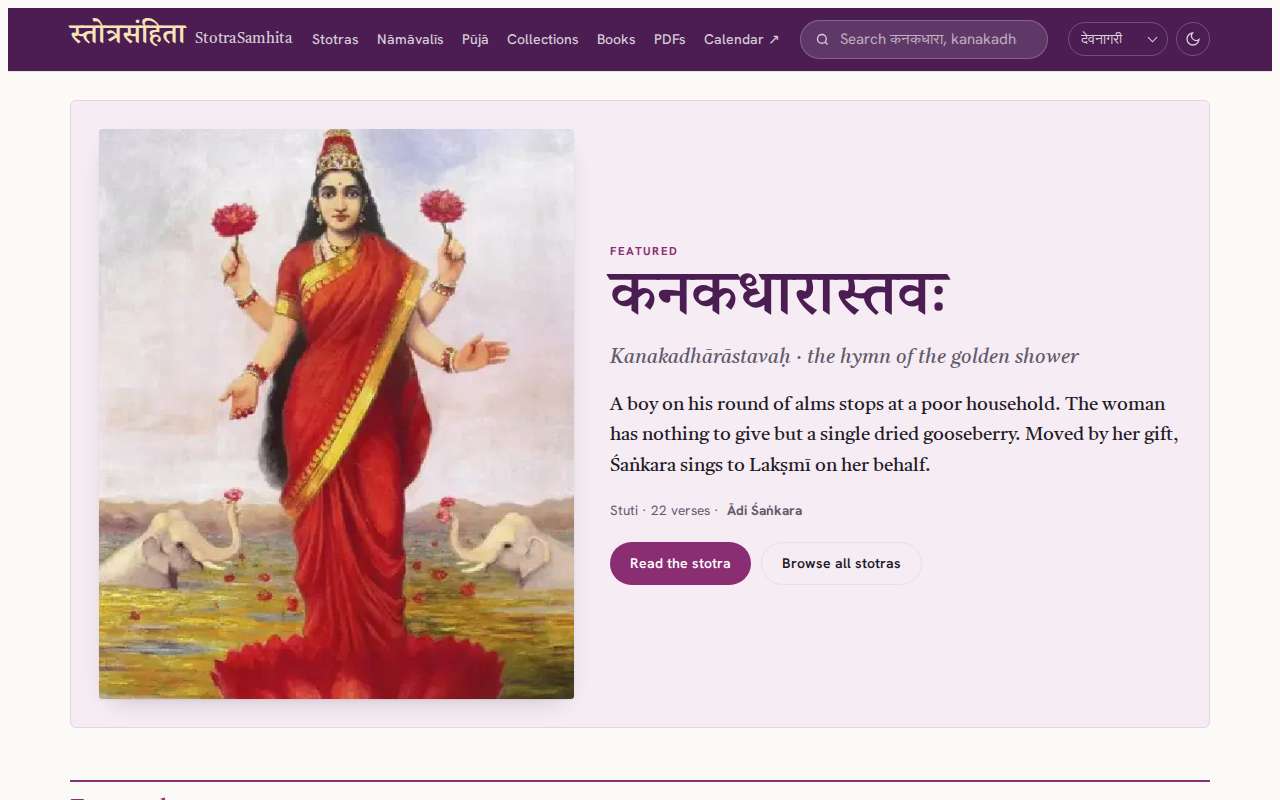 स्तोत्रसंहिता StotraSamhita Stotras Nāmāvalīs Pūjā Collections Books PDFs Calendar ↗ Search कनकधारा, kanakadh देवनागरी
FEATURED
कनकधारास्तवः
Kanakadhārāstavaḥ · the hymn of the golden shower
A boy on his round of alms stops at a poor household. The woman
has nothing to give but a single dried gooseberry. Moved by her gift,
Śaṅkara sings to Lakṣmī on her behalf.
Stuti · 22 verses · Ādi Śaṅkara
Read the stotra Browse all stotras